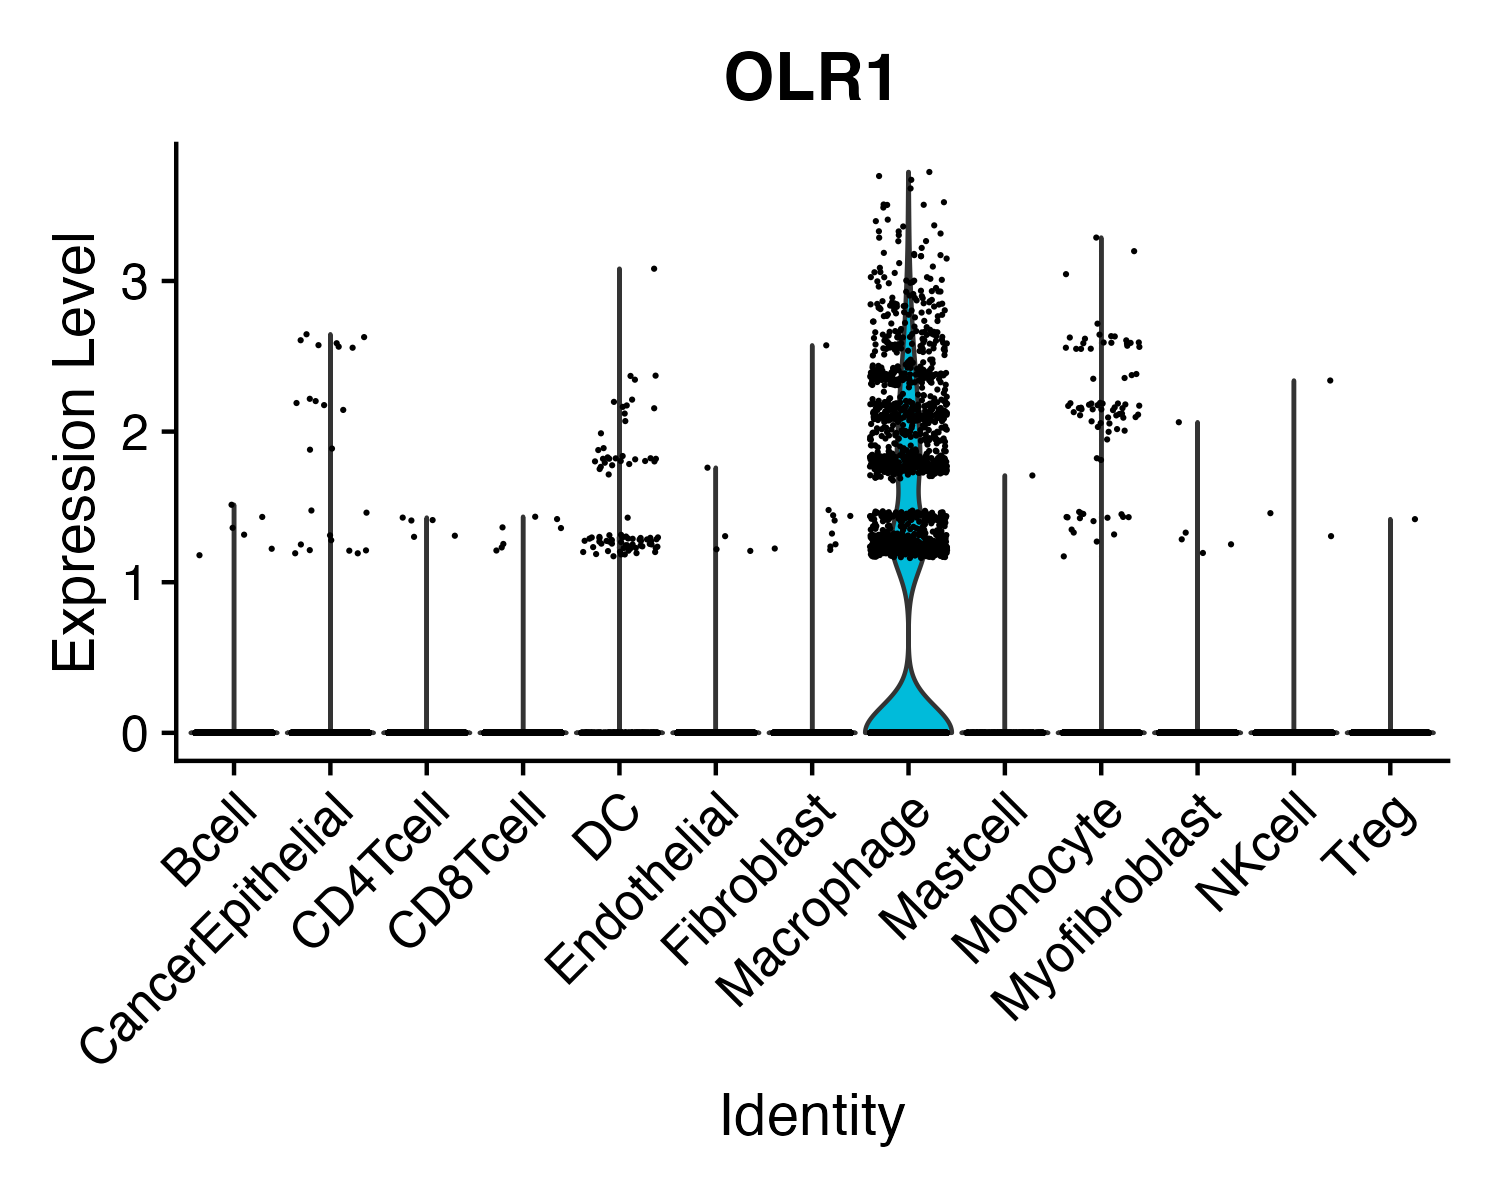 OLR1
Expression Level
3
2
1
0
Bcell
CancerEpithelial
CD4Tcell
CD8Tcell
DC
Endothelial
Fibroblast
Macrophage
Mastcell
Monocyte
Myofibroblast
NKcell
Treg
Identity